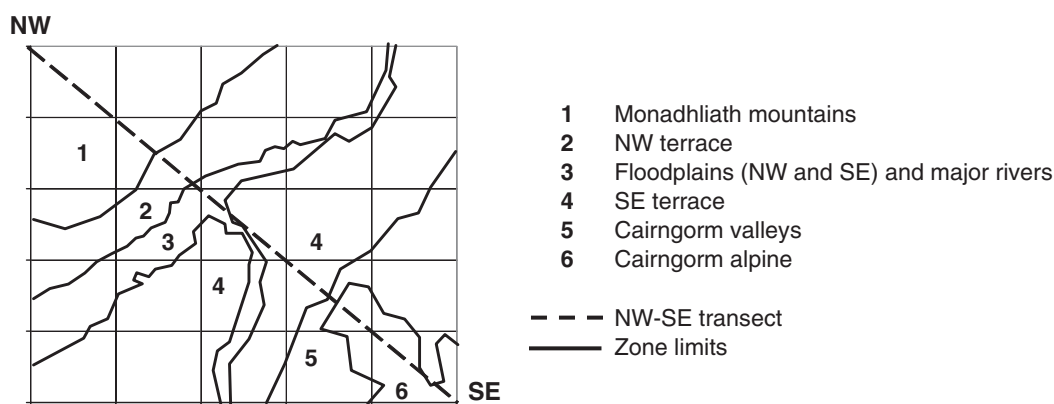 NW
1
2
3
4
4
5
6
SE
1 Monadhliath mountains
2 NW terrace
3 Floodplains (NW and SE) and major rivers
4 SE terrace
5 Cairngorm valleys
6 Cairngorm alpine
NW-SE transect
Zone limits